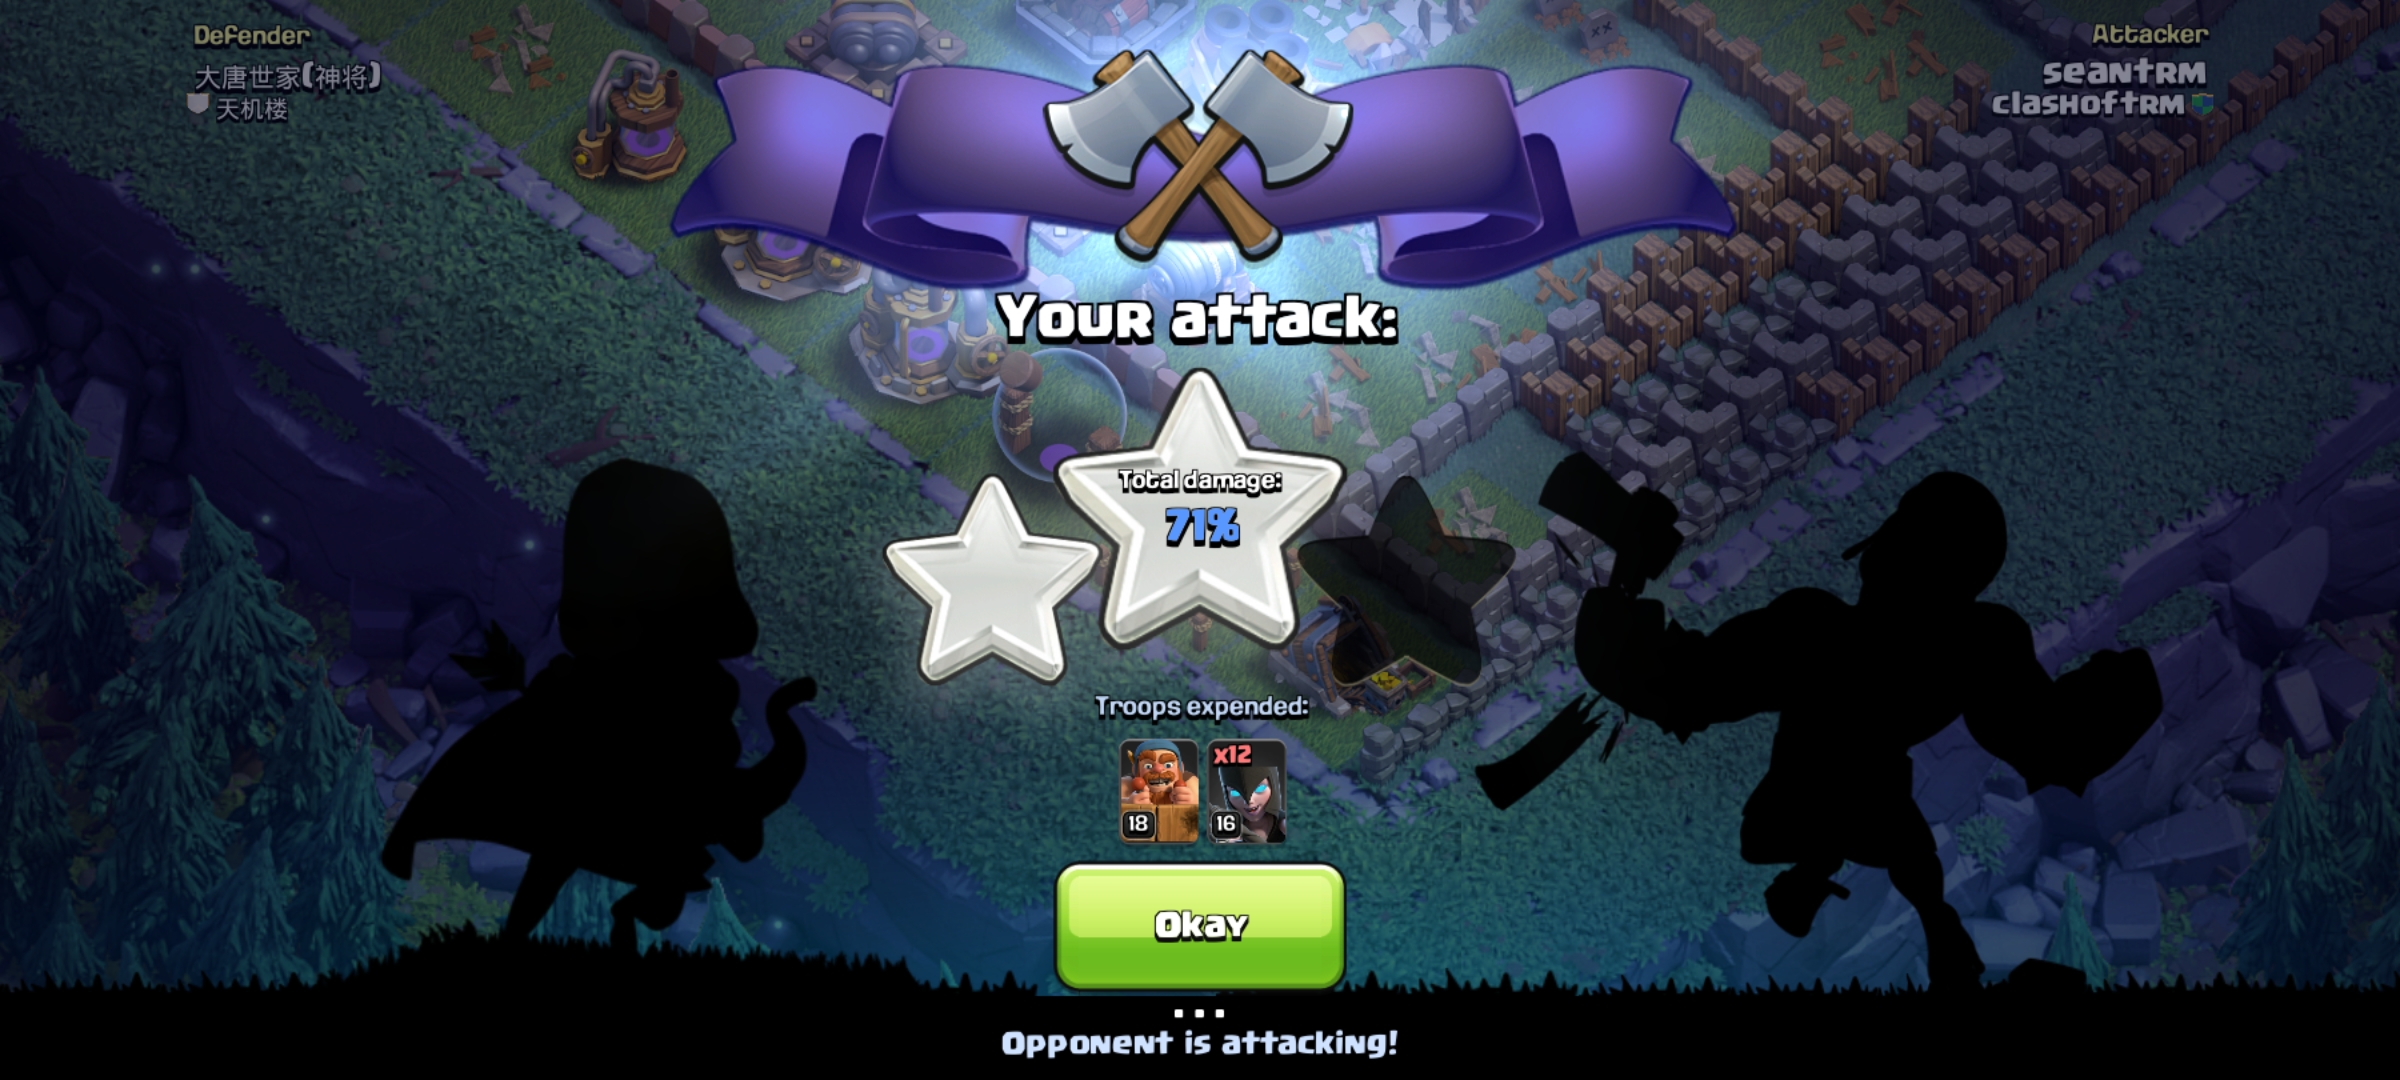 Defender
大唐世家(神将)
天机楼
Attacker
seantRM
clashoftRM
Your attack:
Total damage:
71%
Troops expended:
x12
18
16
Okay
...
Opponent is attacking!